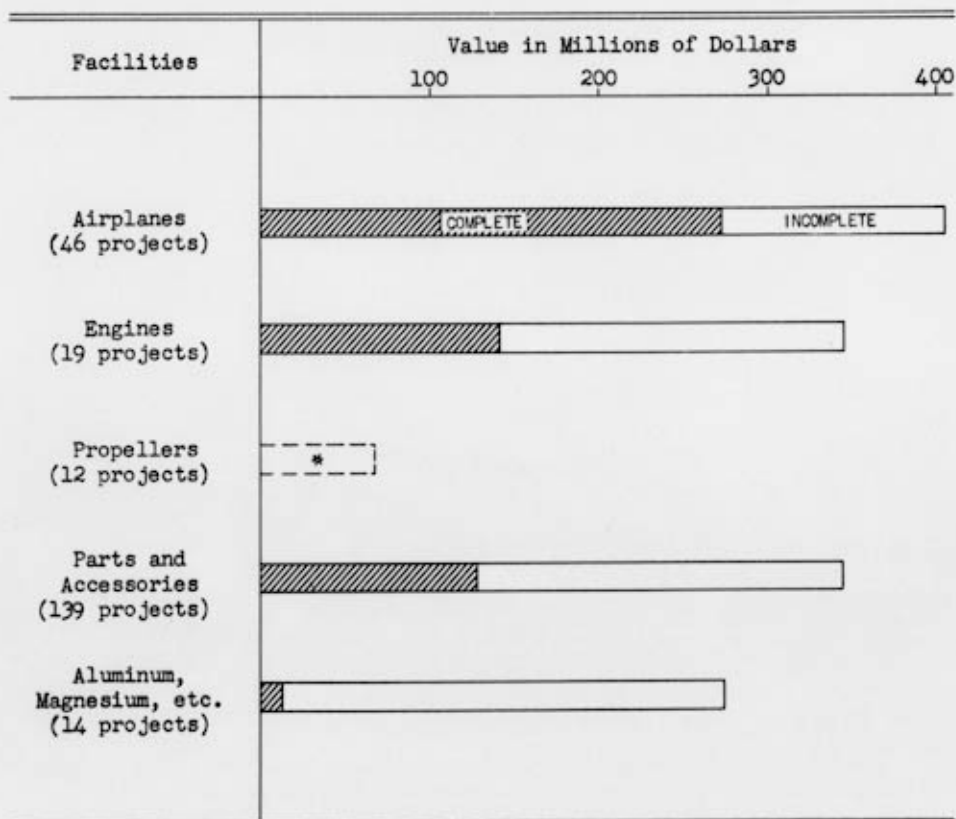 Facilities
Value in Millions of Dollars
100 200 300 400
Airplanes
(46 projects)
COMPLETE INCOMPLETE
Engines
(19 projects)
Propellers
(12 projects)
*
Parts and
Accessories
(139 projects)
Aluminum,
Magnesium, etc.
(14 projects)